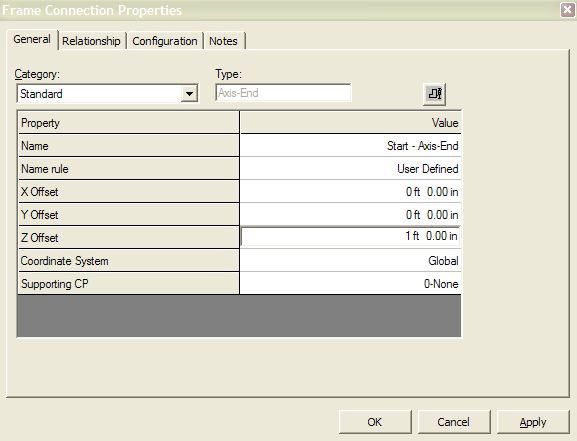 Frame Connection Properties
General Relationship Configuration Notes
Category: Type:
Standard Axis-End
Property Value
Name Start - Axis-End
Name rule User Defined
X Offset 0 ft 0.00 in
Y Offset 0 ft 0.00 in
Z Offset 1 ft 0.00 in
Coordinate System Global
Supporting CP 0-None
OK Cancel Apply